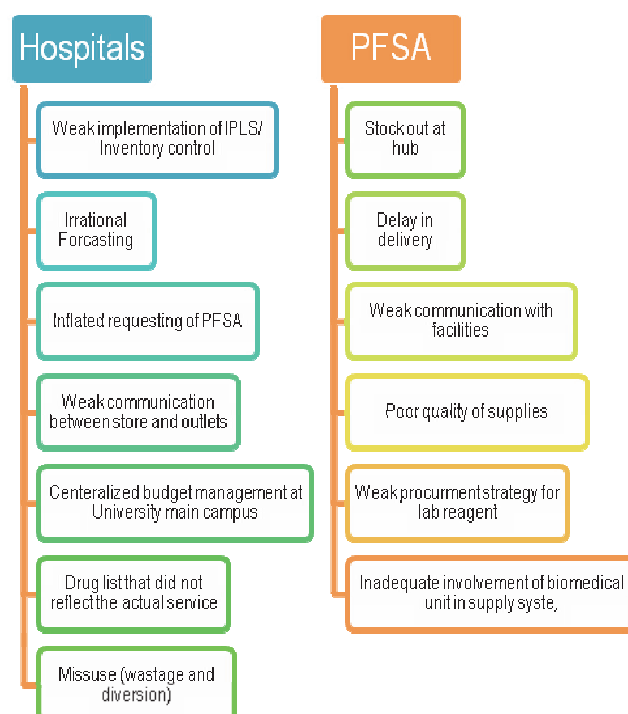 Hospitals
Weak implementation of IPLS/
Inventory control
Irrational
Forcasting
Inflated requesting of PFSA
Weak communication
between store and outlets
Centeralized budget management at
University main campus
Drug list that did not
reflect the actual service
Missuse (wastage and
diversion)
PFSA
Stock out at
hub
Delay in
delivery
Weak communication with
facilities
Poor quality of supplies
Weak procurment strategy for
lab reagent
Inadequate involvement of biomedical
unit in supply syste,